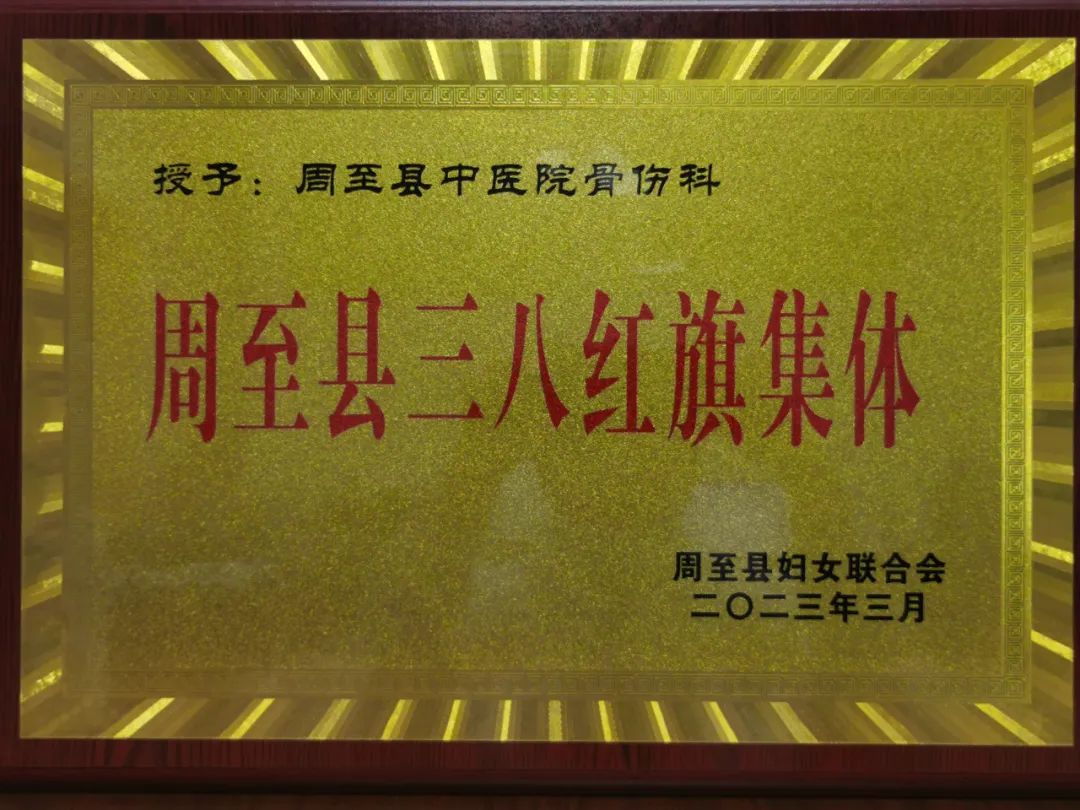 授予：周至县中医院骨伤科
周至县三八红旗集体
周至县妇女联合会
二〇二三年三月